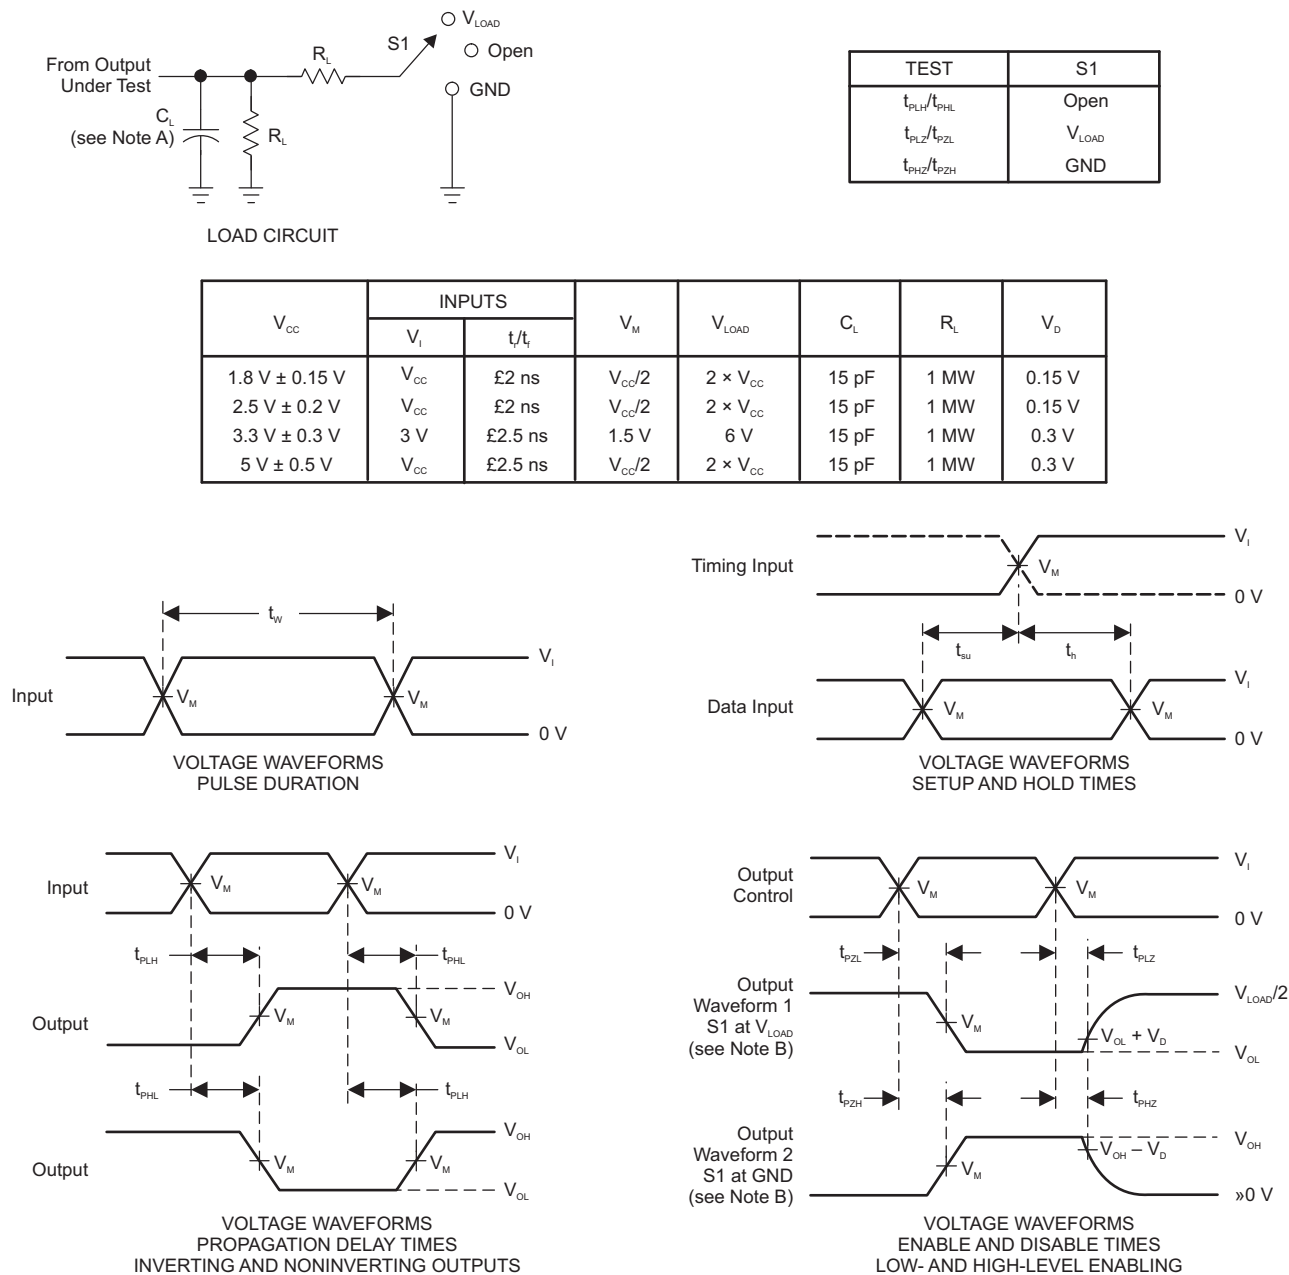 V_LOAD
S1
Open
GND
R_L
From Output
Under Test
C_L
(see Note A)
R_L
LOAD CIRCUIT
TEST S1
t_PLH/t_PHL Open
t_PLZ/t_PZL V_LOAD
t_PHZ/t_PZH GND
V_CC INPUTS V_M V_LOAD C_L R_L V_D
V_I t_r/t_f
1.8 V ± 0.15 V V_CC £2 ns V_CC/2 2 × V_CC 15 pF 1 MW 0.15 V
2.5 V ± 0.2 V V_CC £2 ns V_CC/2 2 × V_CC 15 pF 1 MW 0.15 V
3.3 V ± 0.3 V 3 V £2.5 ns 1.5 V 6 V 15 pF 1 MW 0.3 V
5 V ± 0.5 V V_CC £2.5 ns V_CC/2 2 × V_CC 15 pF 1 MW 0.3 V
t_W
Input
V_M V_M
V_I
0 V
VOLTAGE WAVEFORMS
PULSE DURATION
Timing Input
V_M
V_I
0 V
t_su t_h
Data Input
V_M V_M
V_I
0 V
VOLTAGE WAVEFORMS
SETUP AND HOLD TIMES
Input
V_M V_M
V_I
0 V
t_PLH t_PHL
Output
V_M V_M
V_OH
V_OL
t_PHL t_PLH
Output
V_M V_M
V_OH
V_OL
VOLTAGE WAVEFORMS
PROPAGATION DELAY TIMES
INVERTING AND NONINVERTING OUTPUTS
Output
Control
V_M V_M
V_I
0 V
t_PZL t_PLZ
Output
Waveform 1
S1 at V_LOAD
(see Note B)
V_M
V_OL + V_D
V_LOAD/2
V_OL
t_PZH t_PHZ
Output
Waveform 2
S1 at GND
(see Note B)
V_M
V_OH – V_D
V_OH
»0 V
VOLTAGE WAVEFORMS
ENABLE AND DISABLE TIMES
LOW- AND HIGH-LEVEL ENABLING